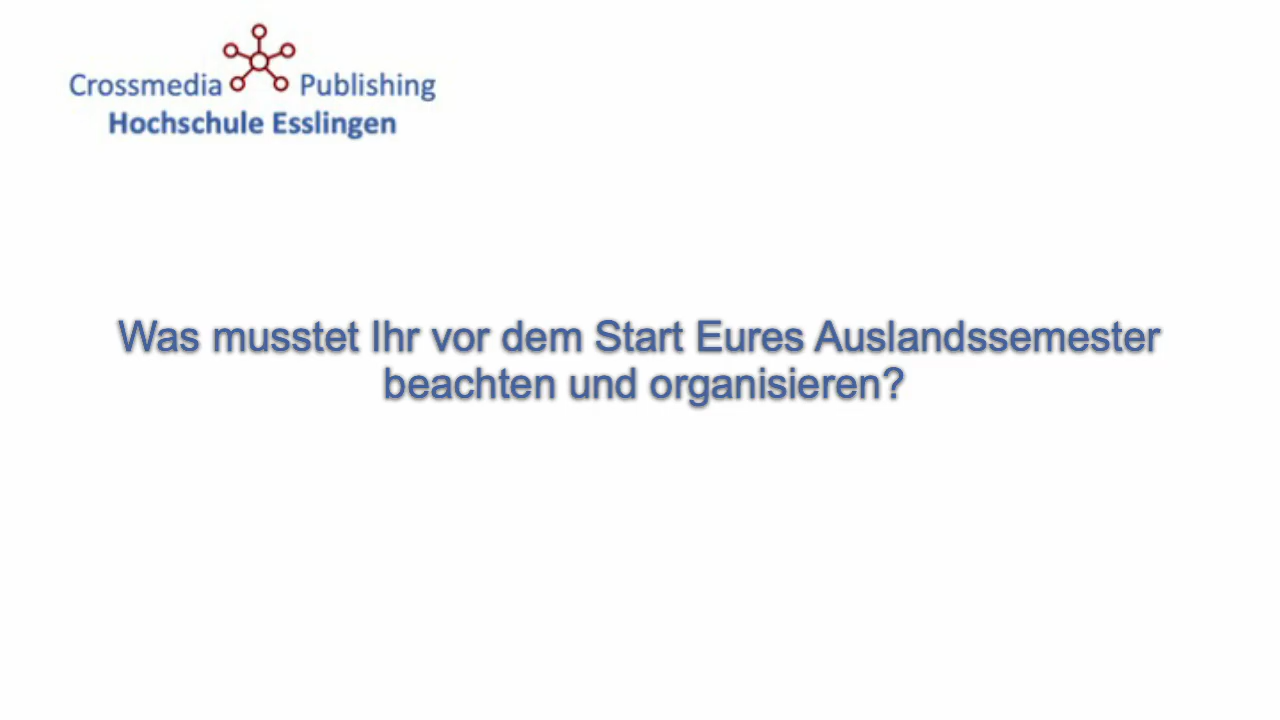 Crossmedia Publishing
Hochschule Esslingen
Was musstet Ihr vor dem Start Eures Auslandssemester
beachten und organisieren?